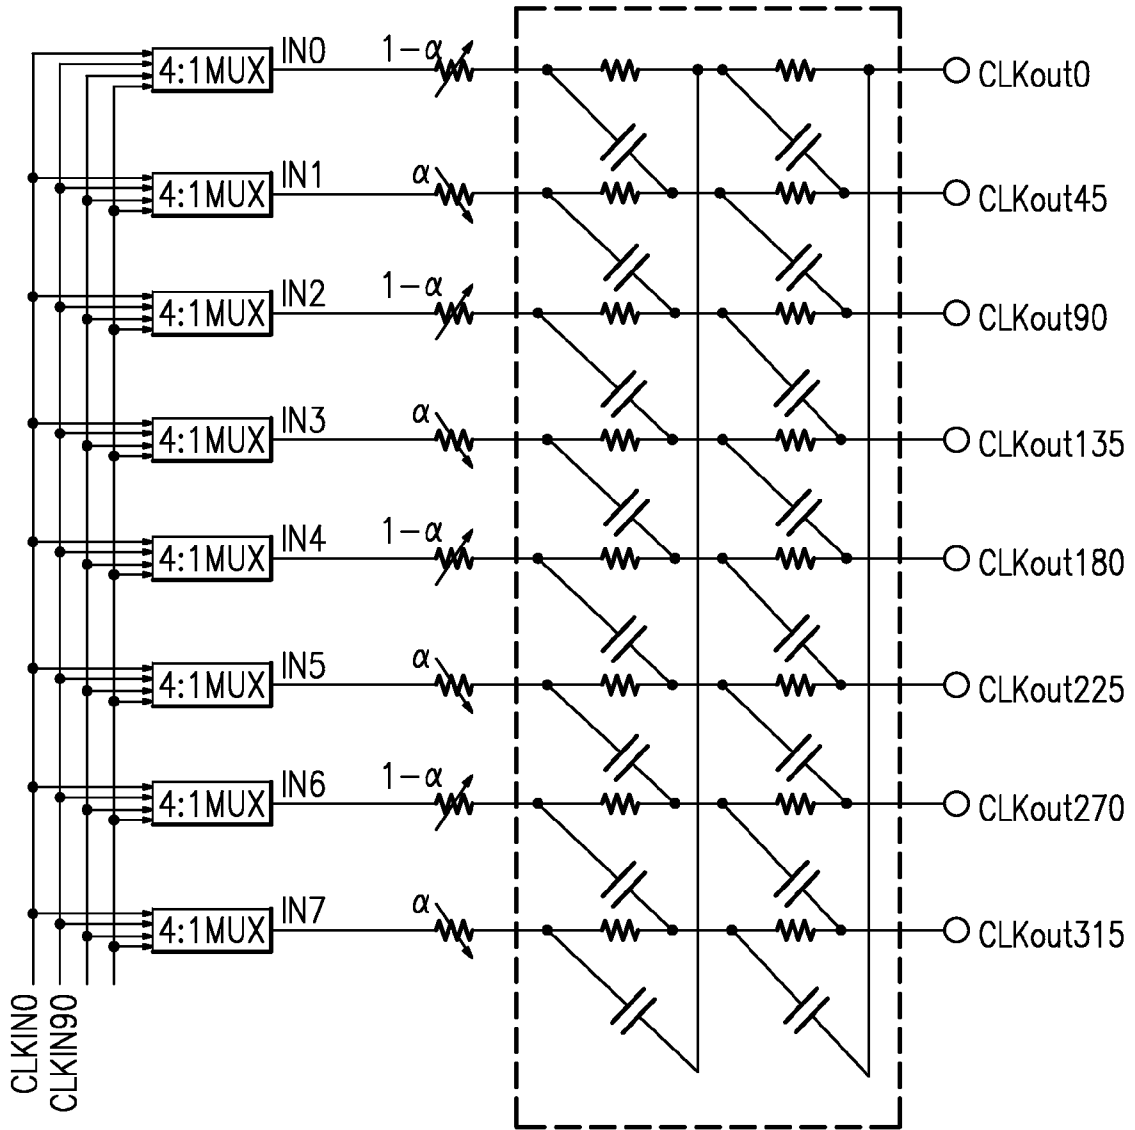 IN0
1-α
4:1MUX
CLKout0
IN1
α
4:1MUX
CLKout45
IN2
1-α
4:1MUX
CLKout90
IN3
α
4:1MUX
CLKout135
IN4
1-α
4:1MUX
CLKout180
IN5
α
4:1MUX
CLKout225
IN6
1-α
4:1MUX
CLKout270
IN7
α
4:1MUX
CLKout315
CLKIN0
CLKIN90